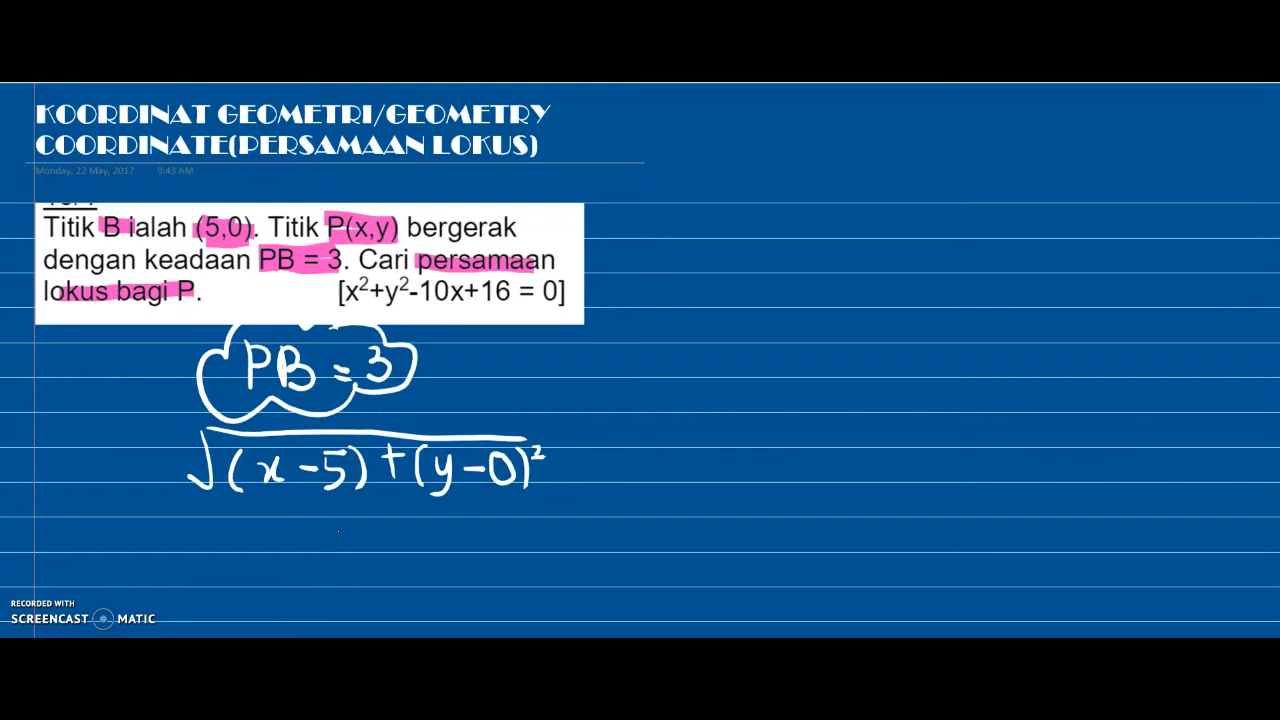 KOORDINAT GEOMETRI/GEOMETRY
COORDINATE(PERSAMAAN LOKUS)
Monday, 22 May, 2017 9:43 AM
Titik B ialah (5,0). Titik P(x,y) bergerak
dengan keadaan PB = 3. Cari persamaan
lokus bagi P. [x²+y²-10x+16 = 0]
PB = 3
√(x-5)+(y-0)²
RECORDED WITH
SCREENCAST MATIC